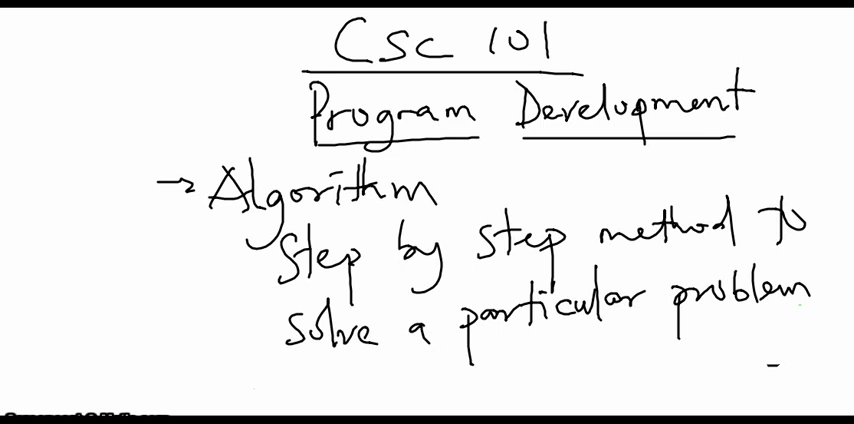 Csc 101
Program Development
→ Algorithm
step by step method to
solve a particular problem